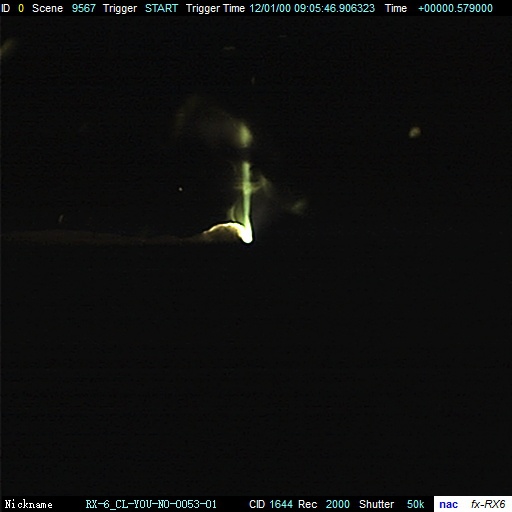 ID 0 Scene 9567 Trigger START Trigger Time 12/01/00 09:05:46.906323 Time +00000.579000
Nickname RX-6_CL-YOU-NO-0053-01 CID 1644 Rec 2000 Shutter 50k nac fx-RX6